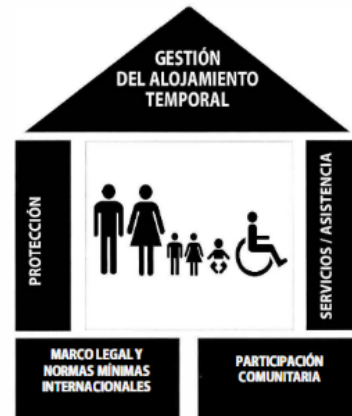 GESTIÓN
DEL ALOJAMIENTO
TEMPORAL
PROTECCIÓN
SERVICIOS / ASISTENCIA
MARCO LEGAL Y
NORMAS MÍNIMAS
INTERNACIONALES
PARTICIPACIÓN
COMUNITARIA